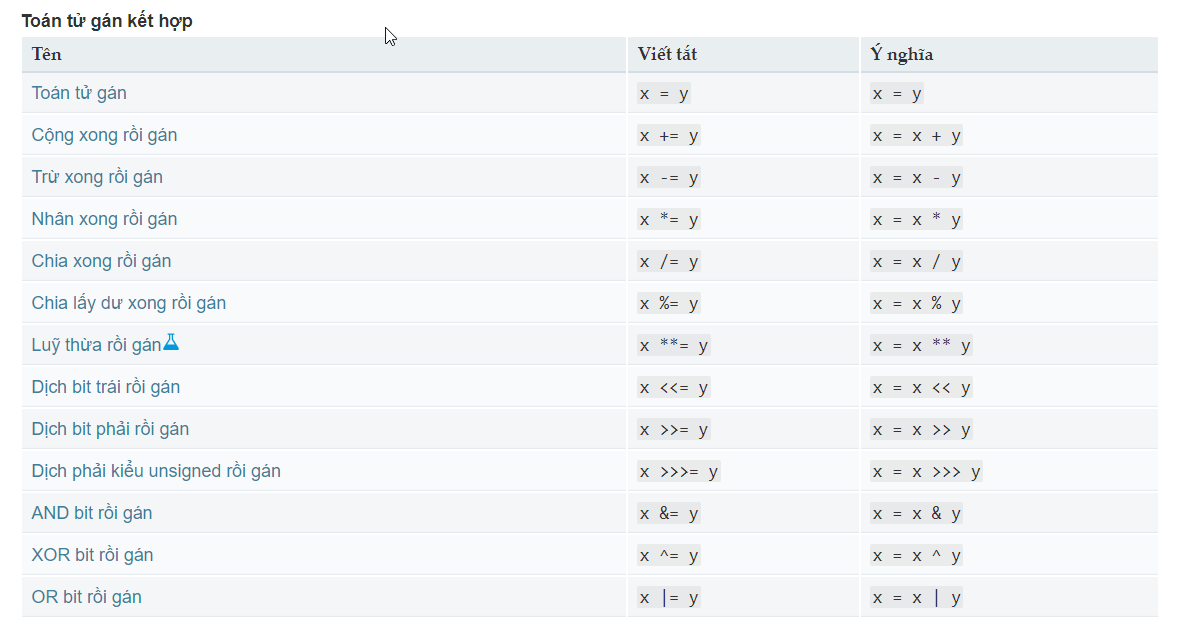 Toán tử gán kết hợp
Tên Viết tắt Ý nghĩa
Toán tử gán x = y x = y
Cộng xong rồi gán x += y x = x + y
Trừ xong rồi gán x -= y x = x - y
Nhân xong rồi gán x *= y x = x * y
Chia xong rồi gán x /= y x = x / y
Chia lấy dư xong rồi gán x %= y x = x % y
Luỹ thừa rồi gán x **= y x = x ** y
Dịch bit trái rồi gán x <<= y x = x << y
Dịch bit phải rồi gán x >>= y x = x >> y
Dịch phải kiểu unsigned rồi gán x >>>= y x = x >>> y
AND bit rồi gán x &= y x = x & y
XOR bit rồi gán x ^= y x = x ^ y
OR bit rồi gán x |= y x = x | y